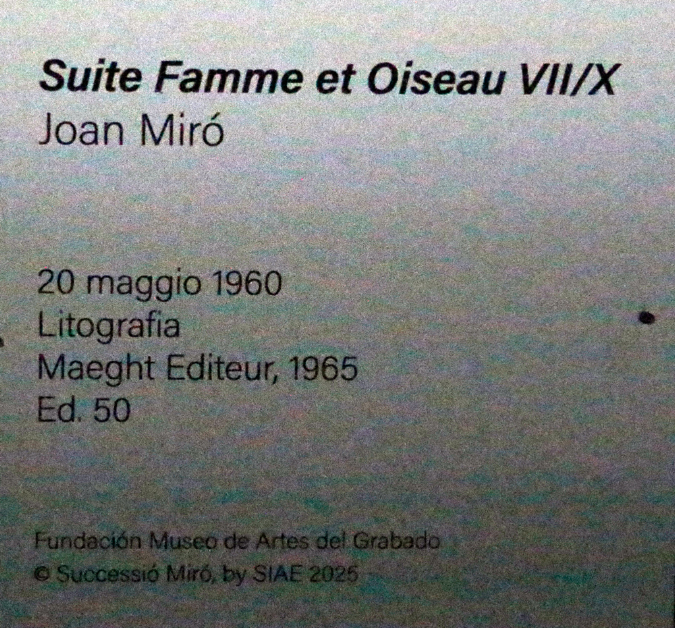 Suite Famme et Oiseau VII/X
Joan Miró
20 maggio 1960
Litografia
Maeght Editeur, 1965
Ed. 50
Fundación Museo de Artes del Grabado
© Successió Miró, by SIAE 2025